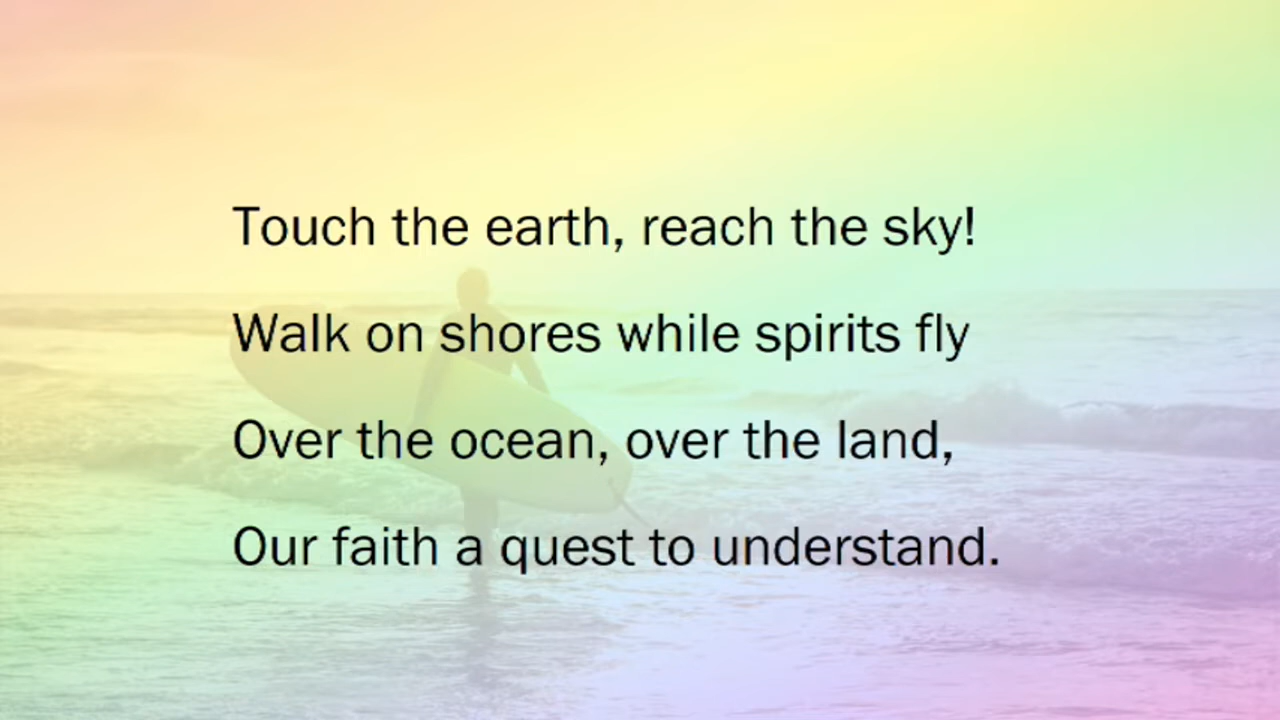 Touch the earth, reach the sky!
Walk on shores while spirits fly
Over the ocean, over the land,
Our faith a quest to understand.